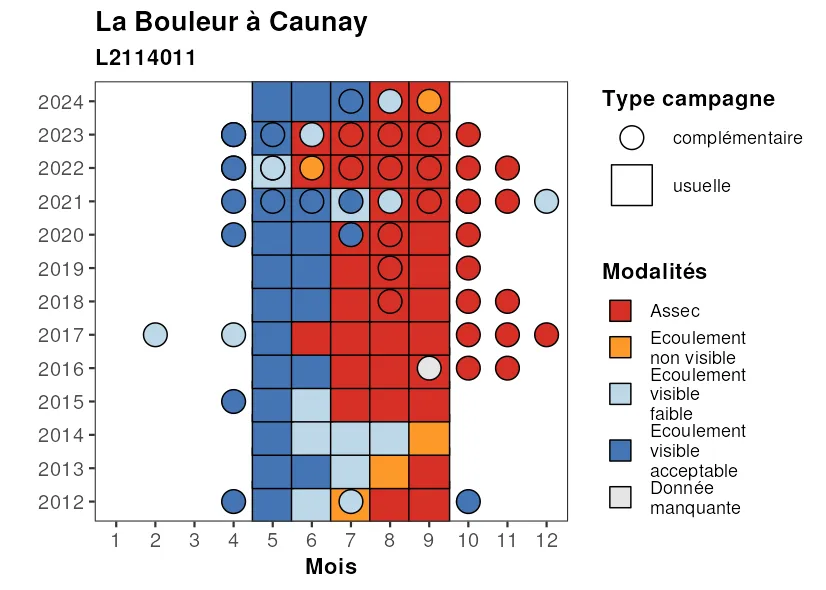 La Bouleur à Caunay
L2114011
2024
2023
2022
2021
2020
2019
2018
2017
2016
2015
2014
2013
2012
1 2 3 4 5 6 7 8 9 10 11 12
Mois
Type campagne
complémentaire
usuelle
Modalités
Assec
Ecoulement
non visible
Ecoulement
visible
faible
Ecoulement
visible
acceptable
Donnée
manquante